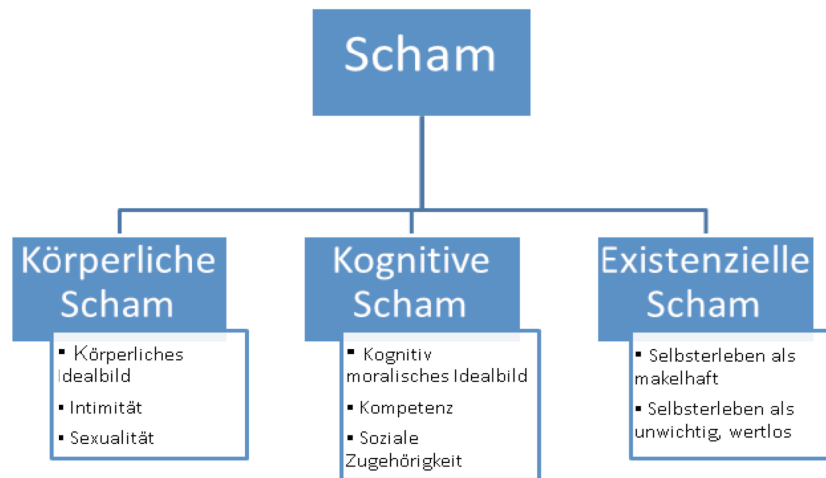 Scham
Körperliche
Scham
▪ Körperliches
Idealbild
▪ Intimität
▪ Sexualität
Kognitive
Scham
▪ Kognitiv
moralisches Idealbild
▪ Kompetenz
▪ Soziale
Zugehörigkeit
Existenzielle
Scham
▪ Selbsterleben als
makelhaft
▪ Selbsterleben als
unwichtig, wertlos